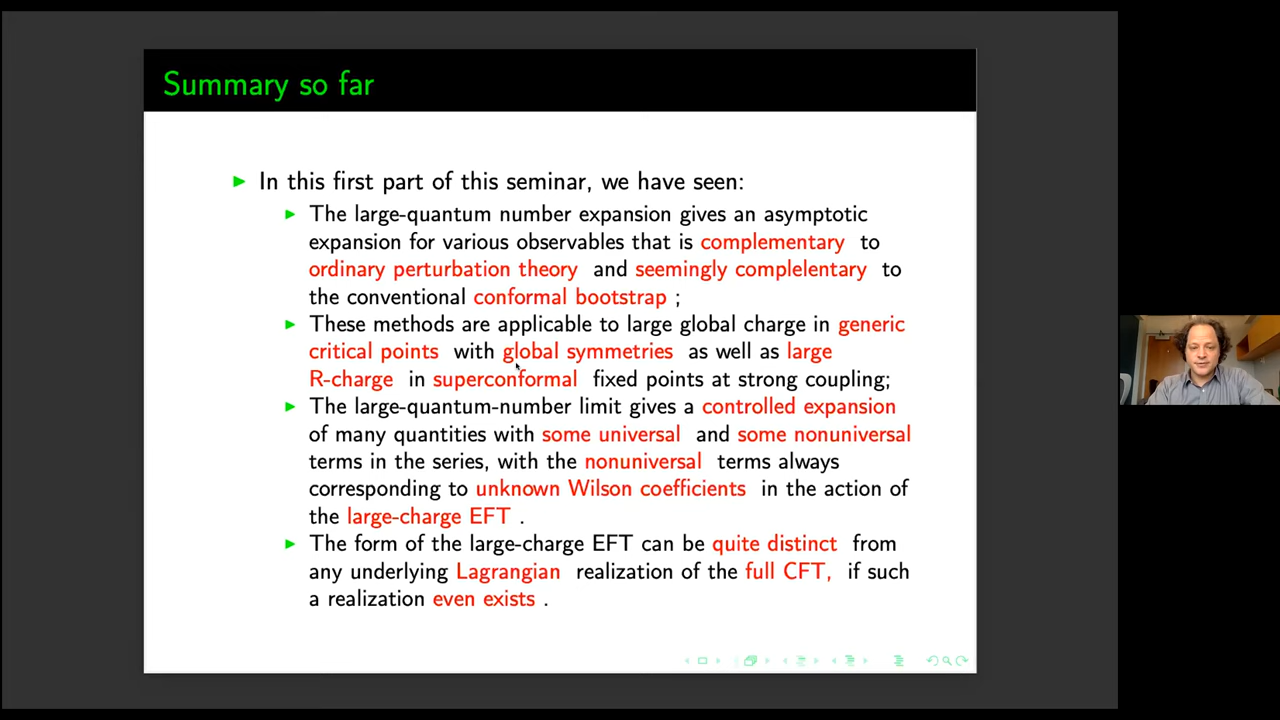 Summary so far
In this first part of this seminar, we have seen:
The large-quantum number expansion gives an asymptotic
expansion for various observables that is complementary to
ordinary perturbation theory and seemingly complelentary to
the conventional conformal bootstrap ;
These methods are applicable to large global charge in generic
critical points with global symmetries as well as large
R-charge in superconformal fixed points at strong coupling;
The large-quantum-number limit gives a controlled expansion
of many quantities with some universal and some nonuniversal
terms in the series, with the nonuniversal terms always
corresponding to unknown Wilson coefficients in the action of
the large-charge EFT .
The form of the large-charge EFT can be quite distinct from
any underlying Lagrangian realization of the full CFT, if such
a realization even exists .